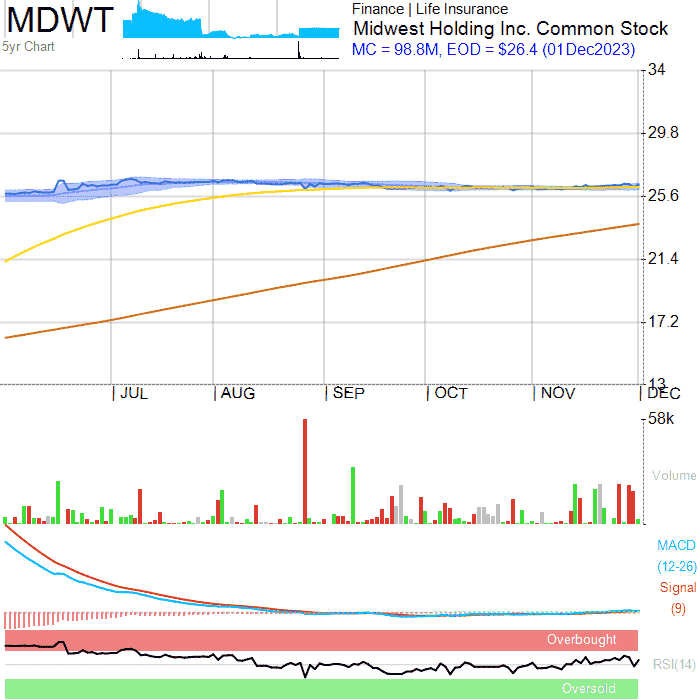 MDWT
5yr Chart
Finance | Life Insurance
Midwest Holding Inc. Common Stock
MC = 98.8M, EOD = $26.4 (01Dec2023)
34
29.8
25.6
21.4
17.2
13
| JUL | AUG | SEP | OCT | NOV | DEC
58k
Volume
MACD
(12-26)
Signal
(9)
Overbought
RSI(14)
Oversold